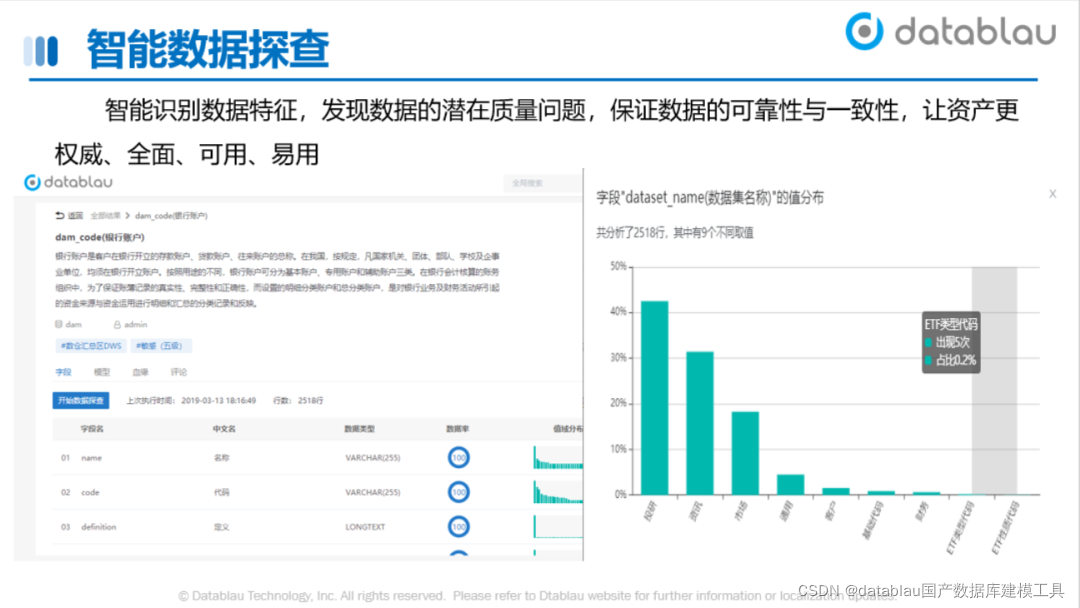 智能数据探查
datablau
智能识别数据特征，发现数据的潜在质量问题，保证数据的可靠性与一致性，让资产更
权威、全面、可用、易用
datablau
全局搜索
返回 全部结果 > dam_code(银行账户)
dam_code(银行账户)
银行账户是客户在银行开立的存款账户、贷款账户、往来账户的总称。在我国，按规定，凡国家机关、团体、部队、学校及企事
业单位，均须在银行开立账户。按照用途的不同，银行账户可分为基本账户、专用账户和辅助账户三类。在银行会计核算的账务
组织中，为了保证账簿记录的真实性、完整性和正确性，而设置的明细分类账户和总分类账户，是对银行业务及财务活动所引起
的资金来源与资金运用进行明细和汇总的分类记录和反映。
dam admin
#数仓汇总区DWS #敏感（五级）
字段 模型 血缘 评论
开始数据探查 上次执行时间： 2019-03-13 18:16:49 行数： 2518行
字段名 中文名 数据类型 数据率 值域分布
01 name 名称 VARCHAR(255) 100
02 code 代码 VARCHAR(255) 100
03 definition 定义 LONGTEXT 100
字段"dataset_name(数据集名称)"的值分布
X
共分析了2518行，其中有9个不同取值
50%
40%
30%
20%
10%
0%
ETF类型代码
出现5次
占比0.2%
投研 资讯 市场 通用 客户 基础代码 财务 ETF类型代码 ETF性质代码
© Datablau Technology, Inc. All rights reserved. Please refer to Dtablau website for further information or localization updates.
CSDN @datablau国产数据库建模工具